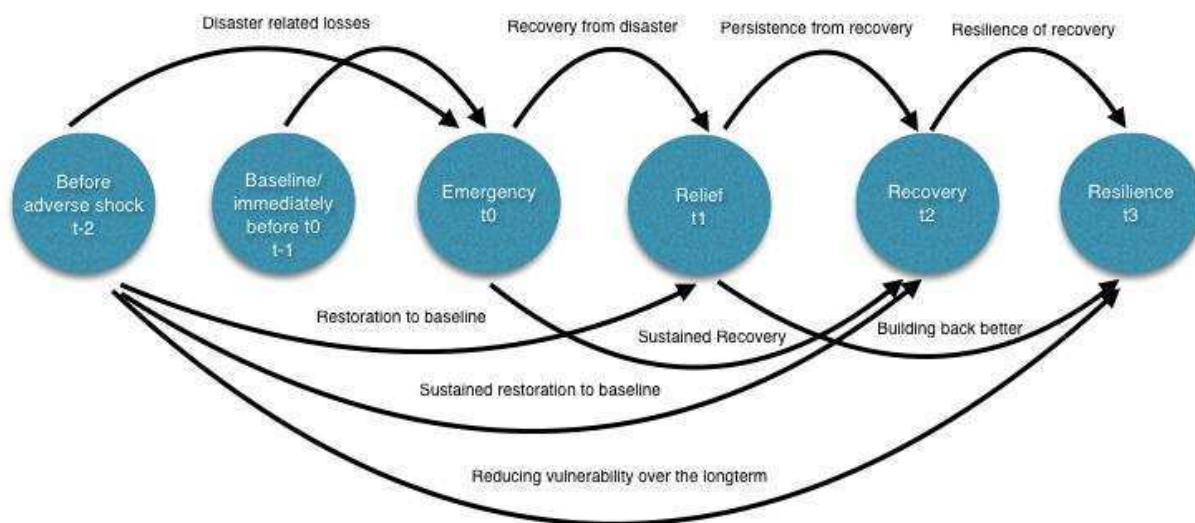 Disaster related losses
Recovery from disaster
Persistence from recovery
Resilience of recovery
Before
adverse shock
t-2
Baseline/
immediately
before t0
t-1
Emergency
t0
Relief
t1
Recovery
t2
Resilience
t3
Restoration to baseline
Sustained Recovery
Building back better
Sustained restoration to baseline
Reducing vulnerability over the longterm